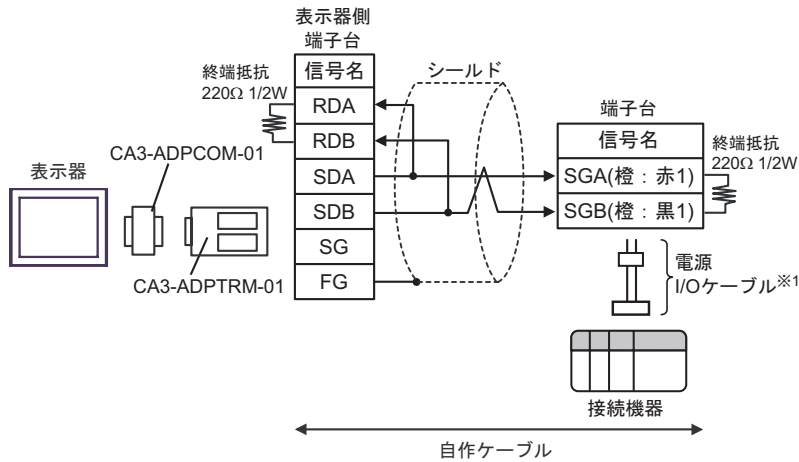 表示器側
端子台
終端抵抗
220Ω 1/2W
信号名
RDA
RDB
SDA
SDB
SG
FG
シールド
端子台
信号名
SGA(橙：赤1)
SGB(橙：黒1)
終端抵抗
220Ω 1/2W
表示器
CA3-ADPCOM-01
CA3-ADPTRM-01
電源
I/Oケーブル※1
接続機器
自作ケーブル